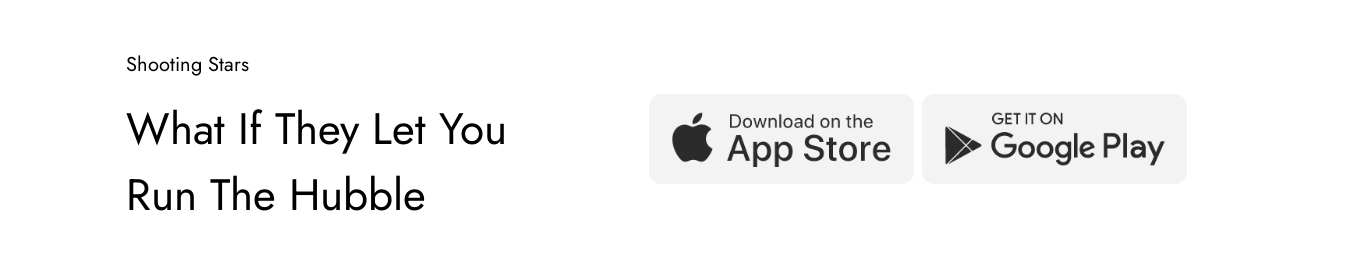 Shooting Stars
What If They Let You
Run The Hubble
Download on the
App Store
GET IT ON
Google Play